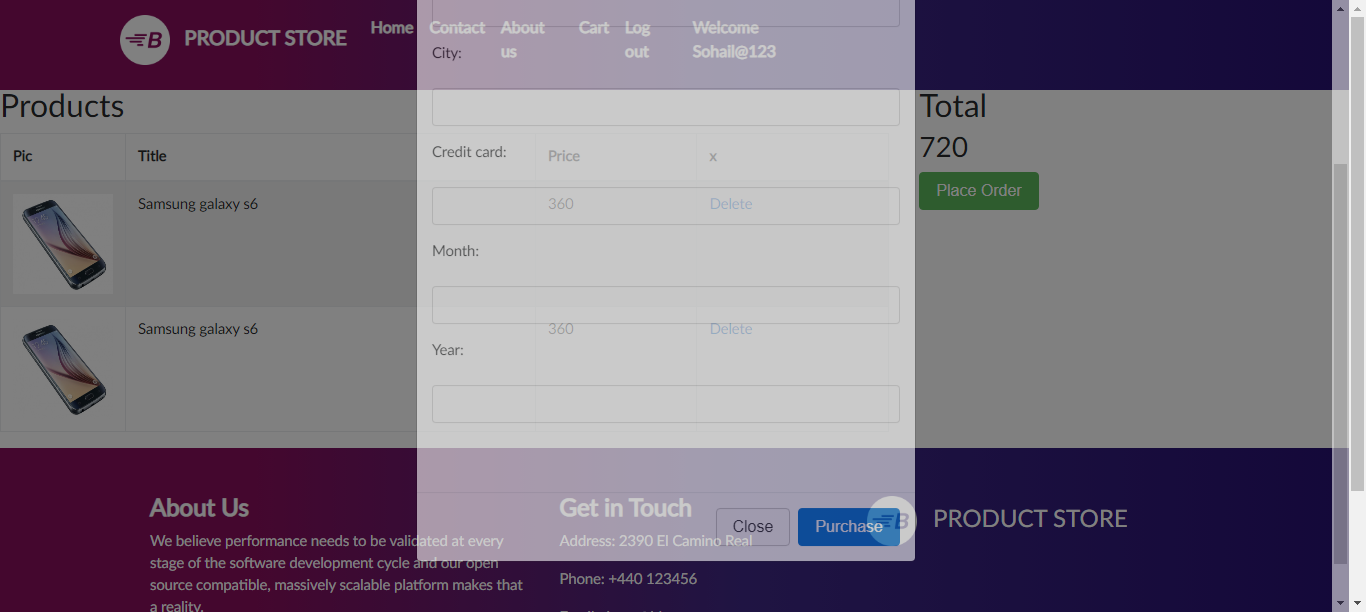 B PRODUCT STORE
Home
Contact
About
us
Cart
Log
out
Welcome
Sohail@123
City:
Products
Total
720
Place Order
Pic Title Price x
Credit card:
Samsung galaxy s6 360 Delete
Month:
Samsung galaxy s6 360 Delete
Year:
About Us
We believe performance needs to be validated at every
stage of the software development cycle and our open
source compatible, massively scalable platform makes that
a reality.
Get in Touch
Address: 2390 El Camino Real
Phone: +440 123456
Close
Purchase
B PRODUCT STORE